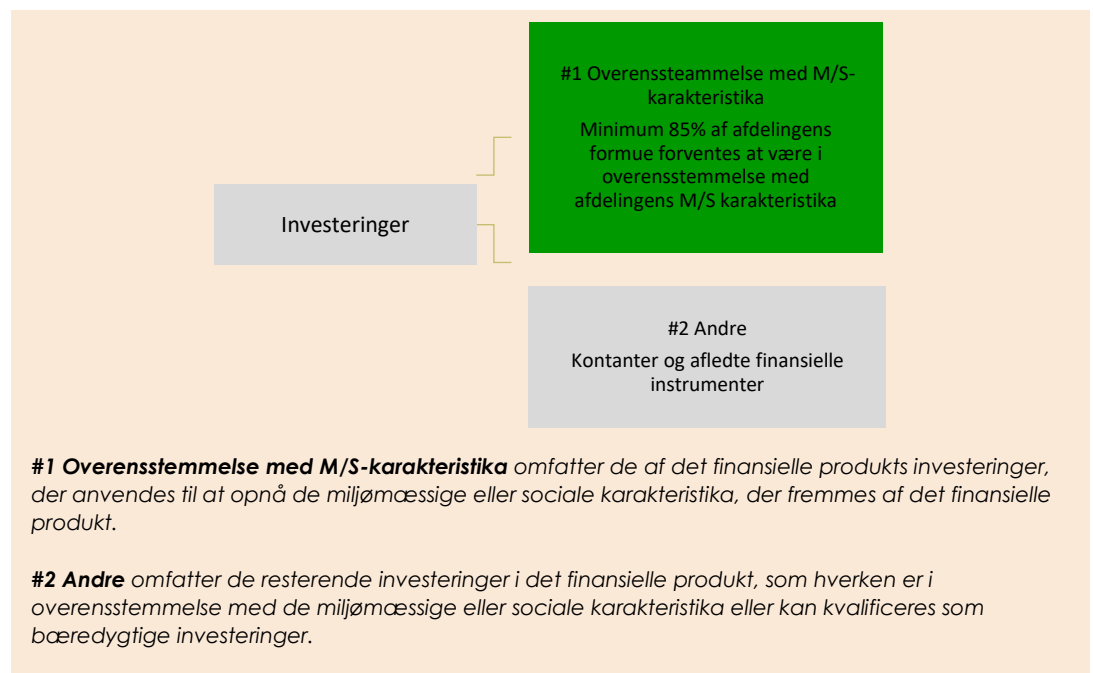 #1 Overenssteammelse med M/S-
karakteristika
Minimum 85% af afdelingens
formue forventes at være i
overensstemmelse med
afdelingens M/S karakteristika
Investeringer
#2 Andre
Kontanter og afledte finansielle
instrumenter
#1 Overensstemmelse med M/S-karakteristika omfatter de af det finansielle produkts investeringer,
der anvendes til at opnå de miljømæssige eller sociale karakteristika, der fremmes af det finansielle
produkt.
#2 Andre omfatter de resterende investeringer i det finansielle produkt, som hverken er i
overensstemmelse med de miljømæssige eller sociale karakteristika eller kan kvalificeres som
bæredygtige investeringer.